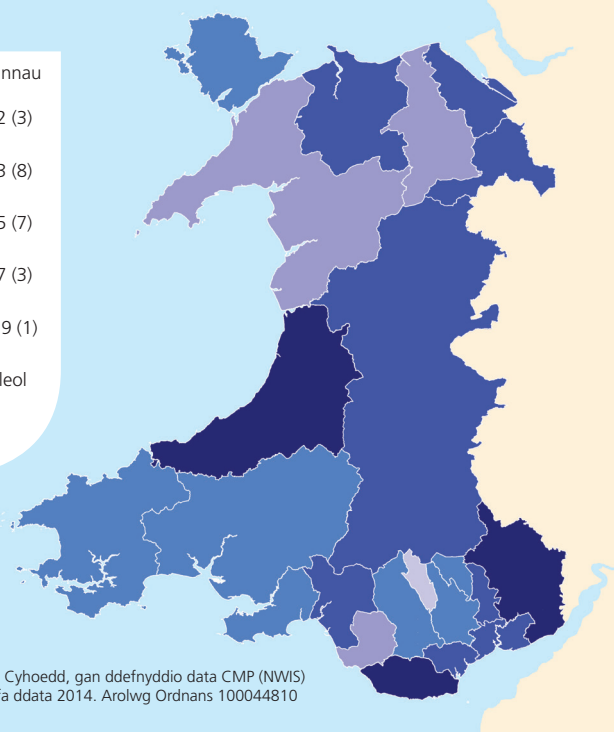 nnau
2 (3)
3 (8)
5 (7)
7 (3)
9 (1)
leol
Cyhoedd, gan ddefnyddio data CMP (NWIS)
fa ddata 2014. Arolwg Ordnans 100044810